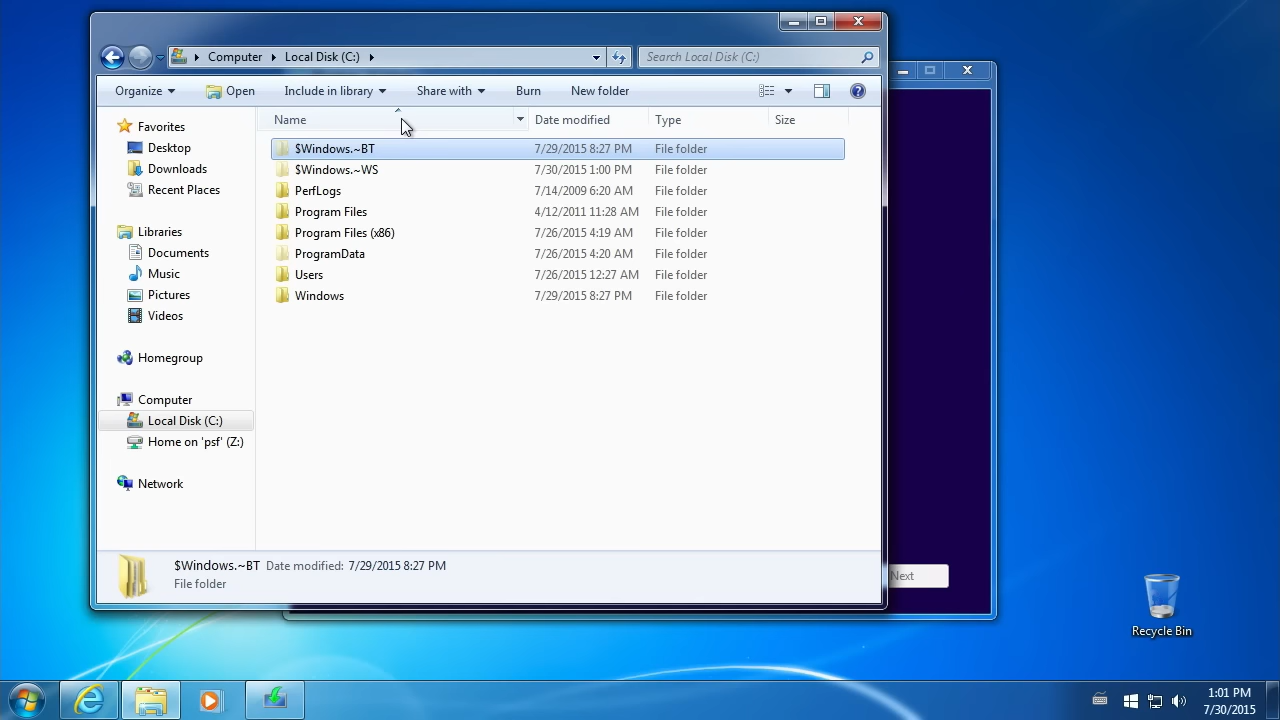 Computer
Local Disk (C:)
Search Local Disk (C:)
Organize
Open
Include in library
Share with
Burn
New folder
Name
Date modified
Type
Size
Favorites
Desktop
Downloads
Recent Places
Libraries
Documents
Music
Pictures
Videos
Homegroup
Computer
Local Disk (C:)
Home on 'psf' (Z:)
Network
$Windows.~BT 7/29/2015 8:27 PM File folder
$Windows.~WS 7/30/2015 1:00 PM File folder
PerfLogs 7/14/2009 6:20 AM File folder
Program Files 4/12/2011 11:28 AM File folder
Program Files (x86) 7/26/2015 4:19 AM File folder
ProgramData 7/26/2015 4:20 AM File folder
Users 7/26/2015 12:27 AM File folder
Windows 7/29/2015 8:27 PM File folder
$Windows.~BT Date modified: 7/29/2015 8:27 PM
File folder
Next
Recycle Bin
1:01 PM
7/30/2015